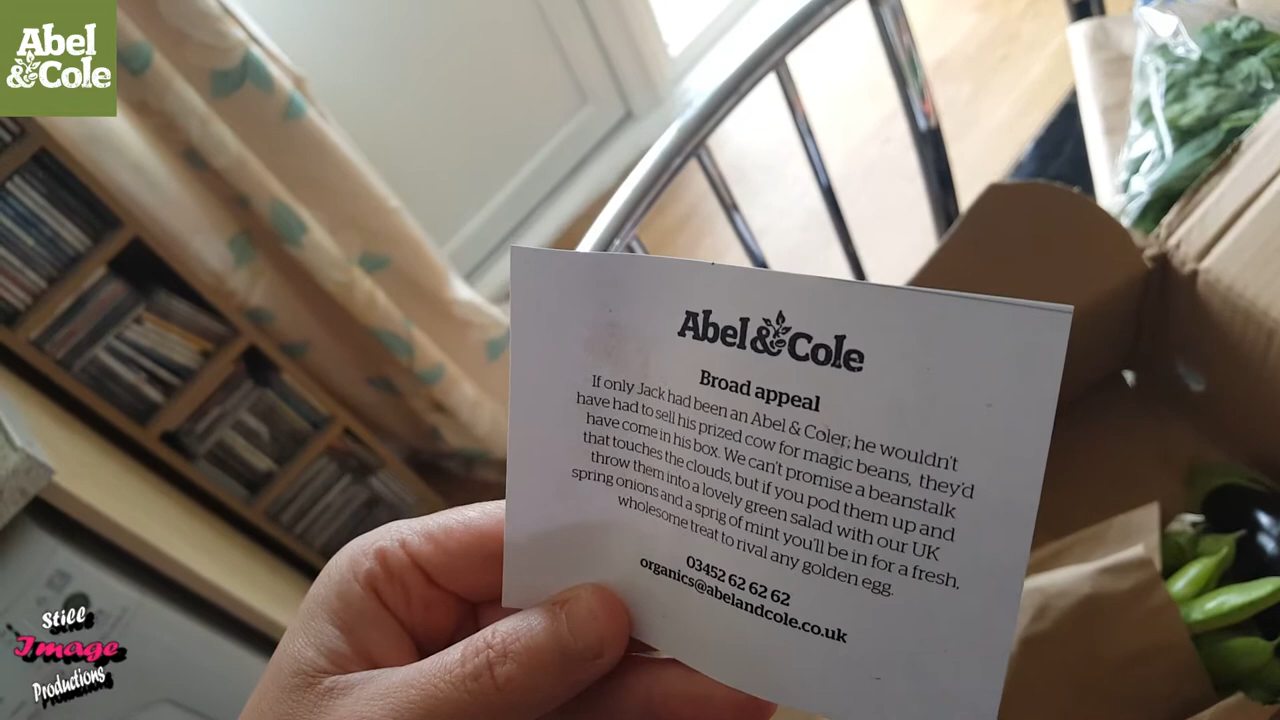 Abel
&Cole
Abel&Cole
Broad appeal
If only Jack had been an Abel & Coler; he wouldn't
have had to sell his prized cow for magic beans, they'd
have come in his box. We can't promise a beanstalk
that touches the clouds, but if you pod them up and
throw them into a lovely green salad with our UK
spring onions and a sprig of mint you'll be in for a fresh,
wholesome treat to rival any golden egg.
03452 62 62 62
organics@abelandcole.co.uk
Still
Image
Productions